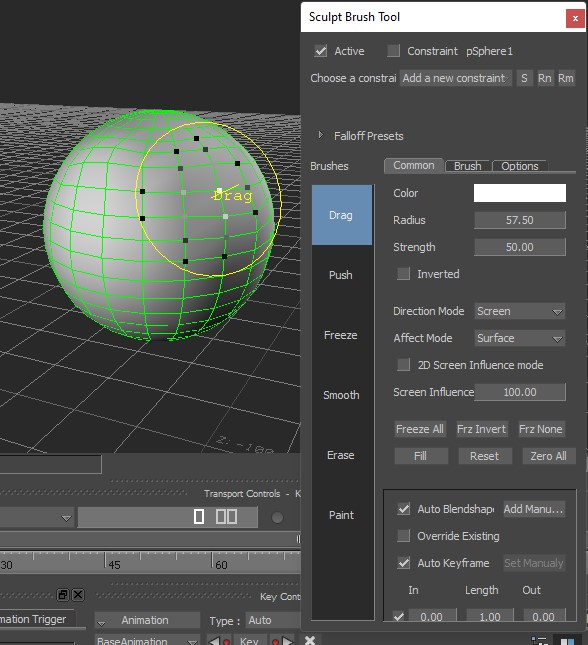 Sculpt Brush Tool
x
Active
Constraint pSphere1
Choose a constrai
Add a new constraint
S
Rn
Rm
Falloff Presets
Brushes
Common
Brush
Options
Drag
Push
Freeze
Smooth
Erase
Paint
Color
Radius
57.50
Strength
50.00
Inverted
Direction Mode
Screen
Affect Mode
Surface
2D Screen Influence mode
Screen Influence
100.00
Freeze All
Frz Invert
Frz None
Fill
Reset
Zero All
Auto Blendshape
Add Manu...
Override Existing
Auto Keyframe
Set Manualy
In
Length
Out
0.00
1.00
0.00
Drag
Z: -100
Transport Controls - K
30
45
60
Key Cont
mation Trigger
Animation
Type :
Auto
BaseAnimation
Key